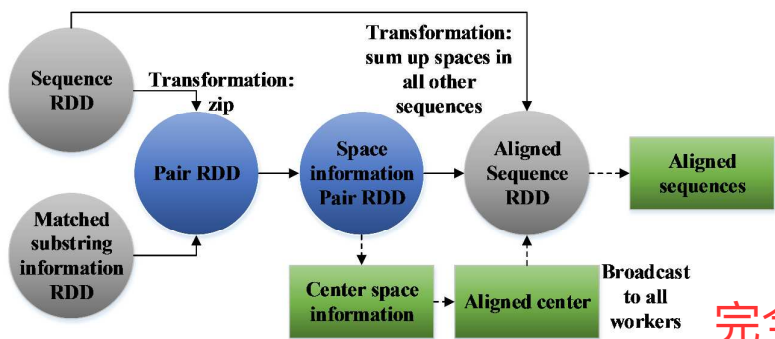 Sequence
RDD
Transformation:
zip
Transformation:
sum up spaces in
all other
sequences
Pair RDD
Space
information
Pair RDD
Aligned
Sequence
RDD
Aligned
sequences
Matched
substring
information
RDD
Center space
information
Aligned center
Broadcast
to all
workers
完